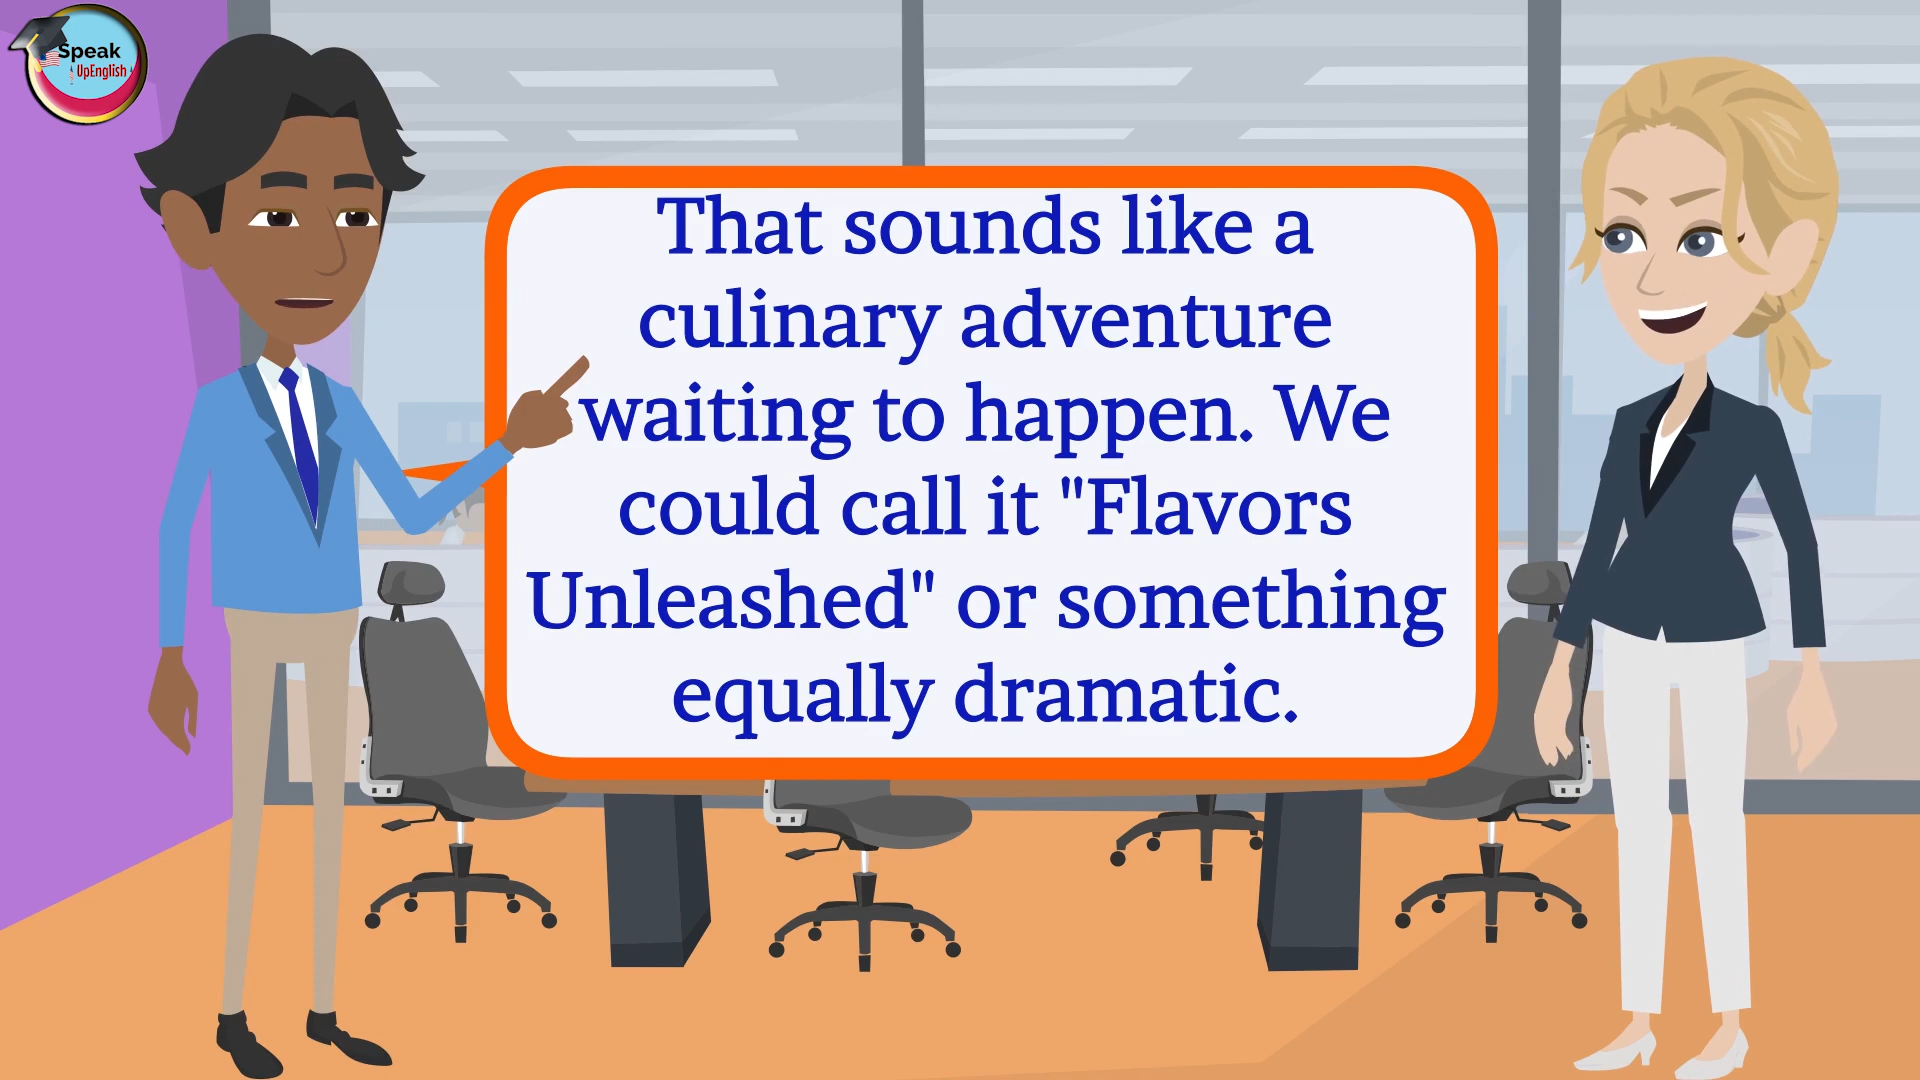 Speak
UpEnglish
That sounds like a
culinary adventure
waiting to happen. We
could call it "Flavors
Unleashed" or something
equally dramatic.